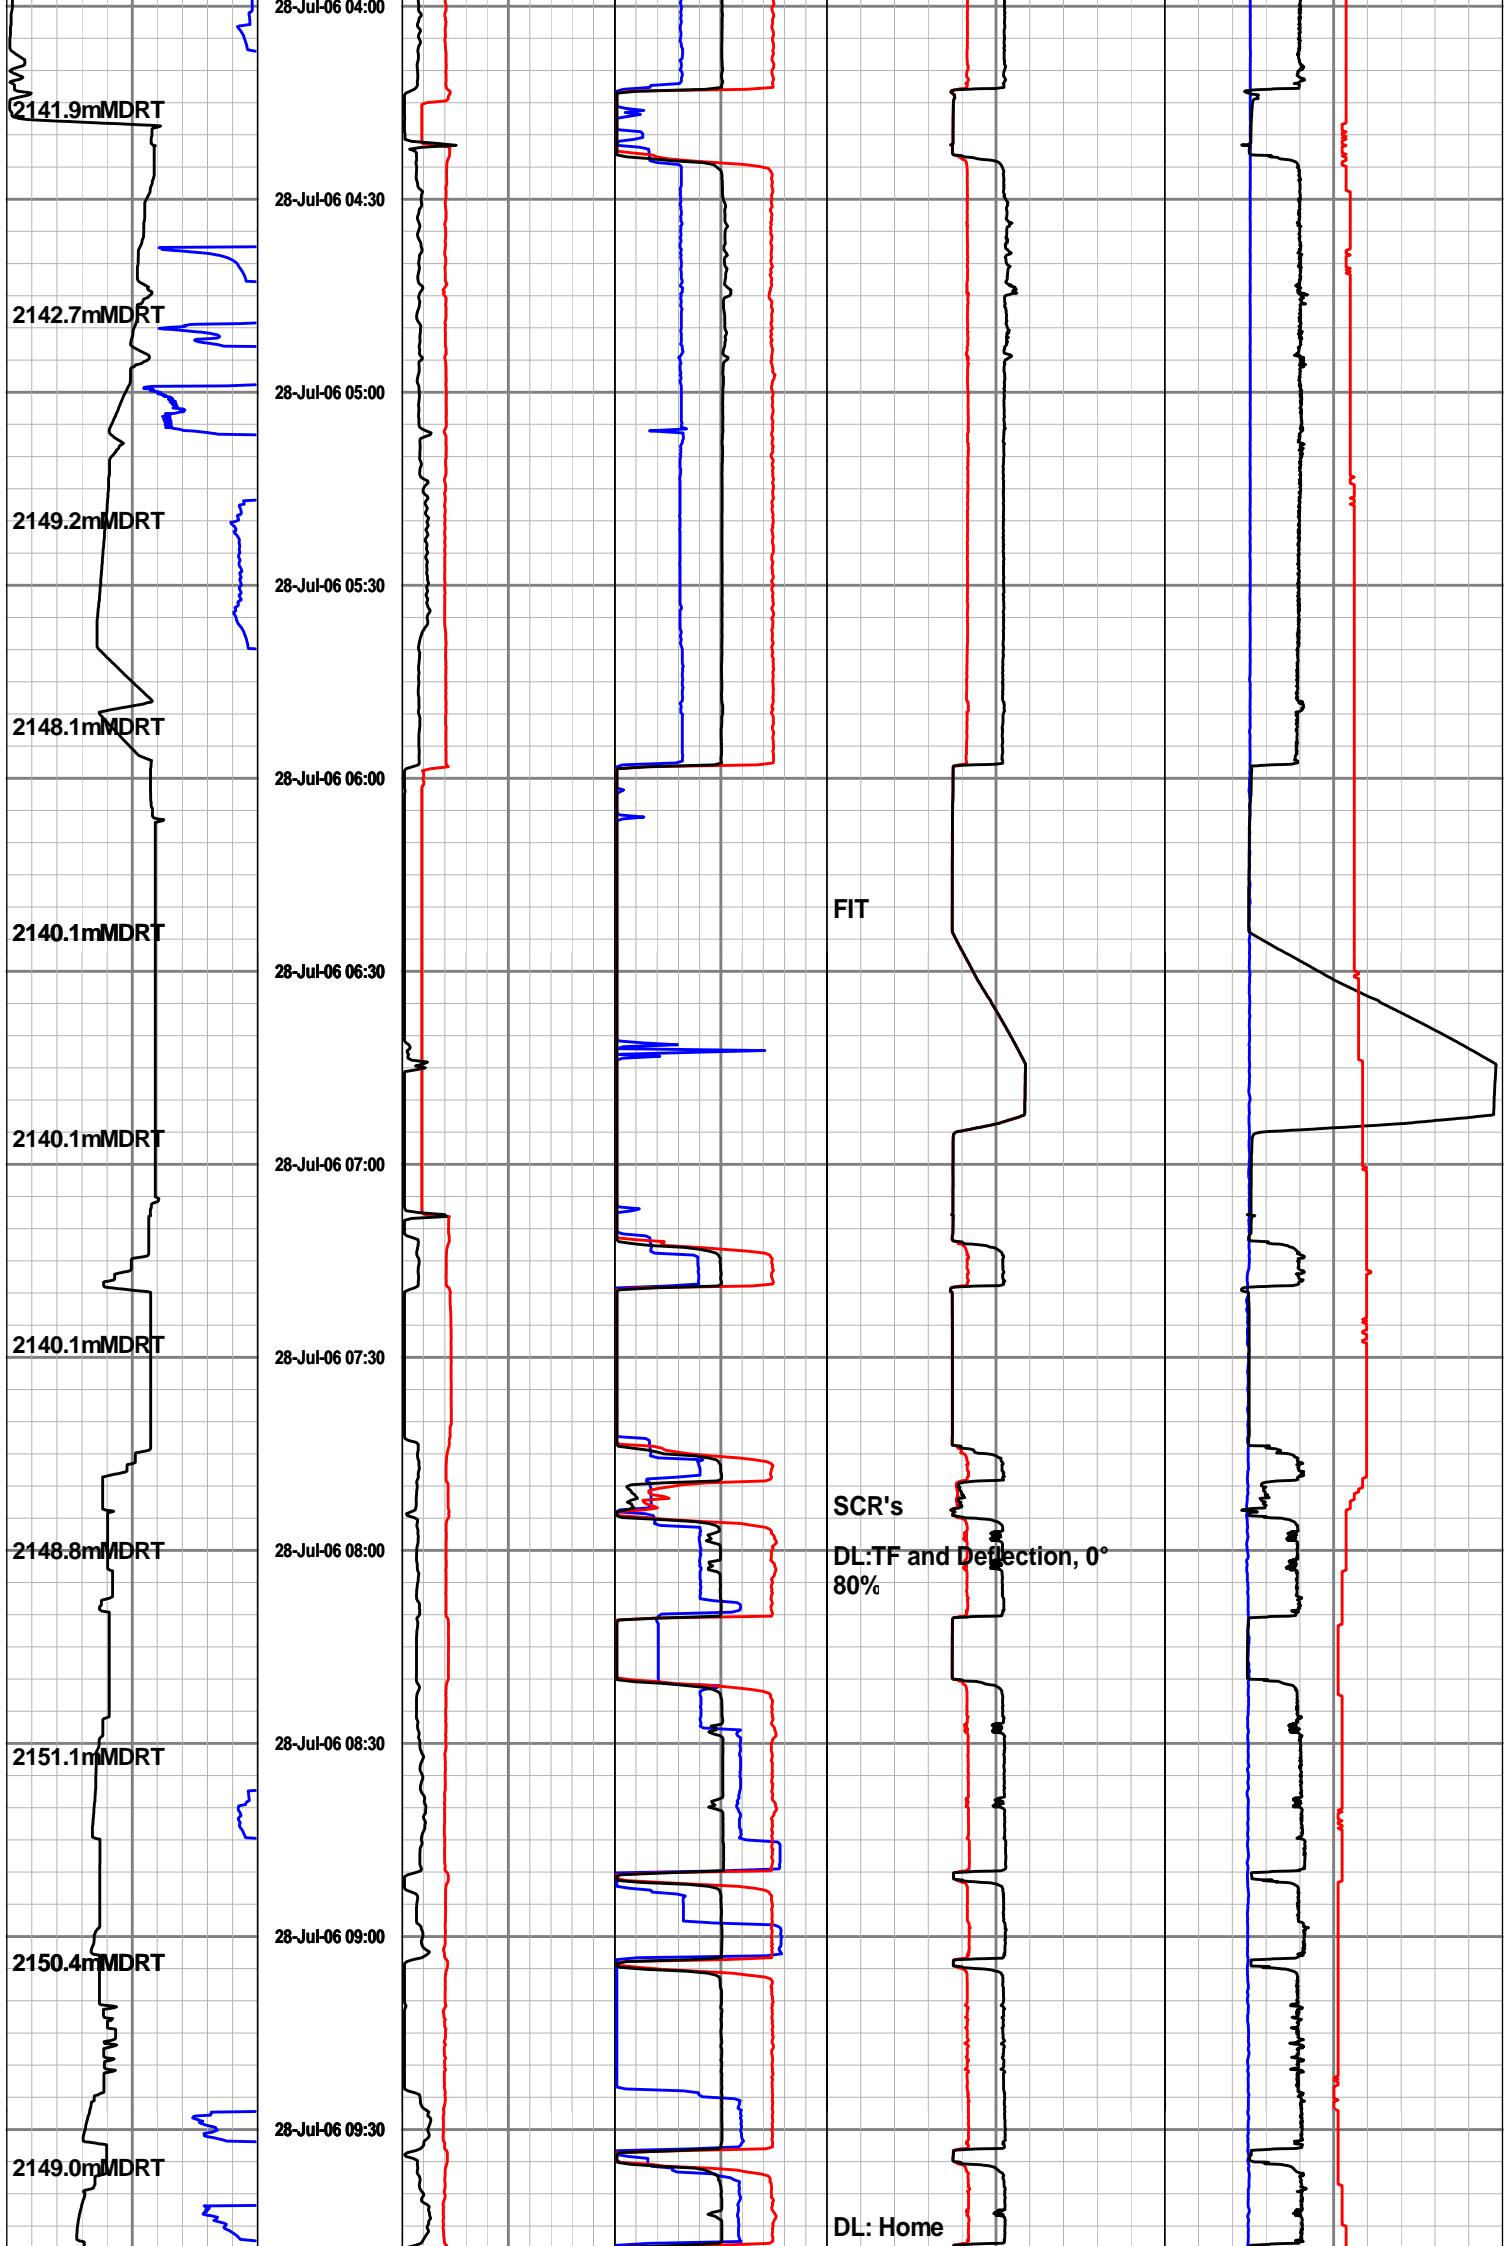 28-Jul-06 04:00
2141.9mMDRT
28-Jul-06 04:30
2142.7mMDRT
28-Jul-06 05:00
2149.2mMDRT
28-Jul-06 05:30
2148.1mMDRT
28-Jul-06 06:00
FIT
2140.1mMDRT
28-Jul-06 06:30
2140.1mMDRT
28-Jul-06 07:00
2140.1mMDRT
28-Jul-06 07:30
SCR's
2148.8mMDRT
28-Jul-06 08:00
DL:TF and Deflection, 0°
80%
28-Jul-06 08:30
2151.1mMDRT
28-Jul-06 09:00
2150.4mMDRT
28-Jul-06 09:30
2149.0mMDRT
DL: Home